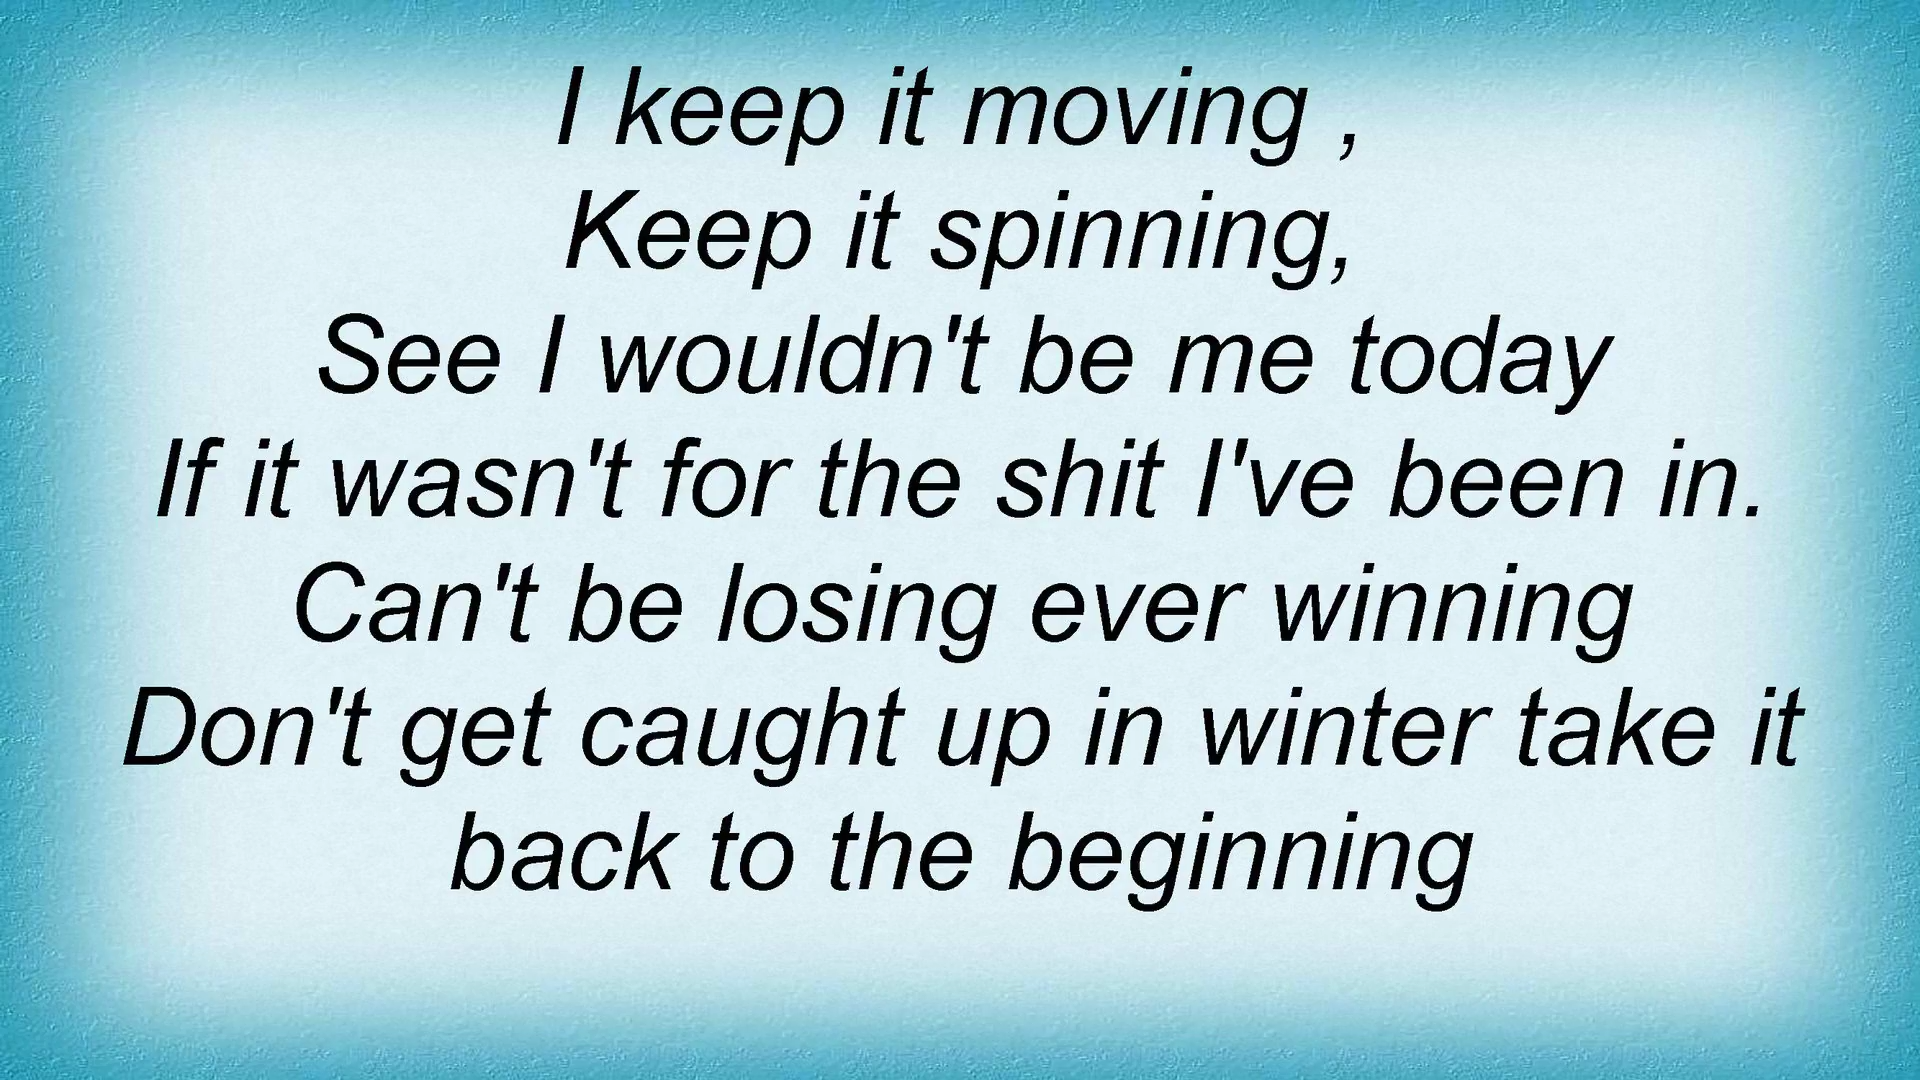 I keep it moving ,
Keep it spinning,
See I wouldn't be me today
If it wasn't for the shit I've been in.
Can't be losing ever winning
Don't get caught up in winter take it
back to the beginning